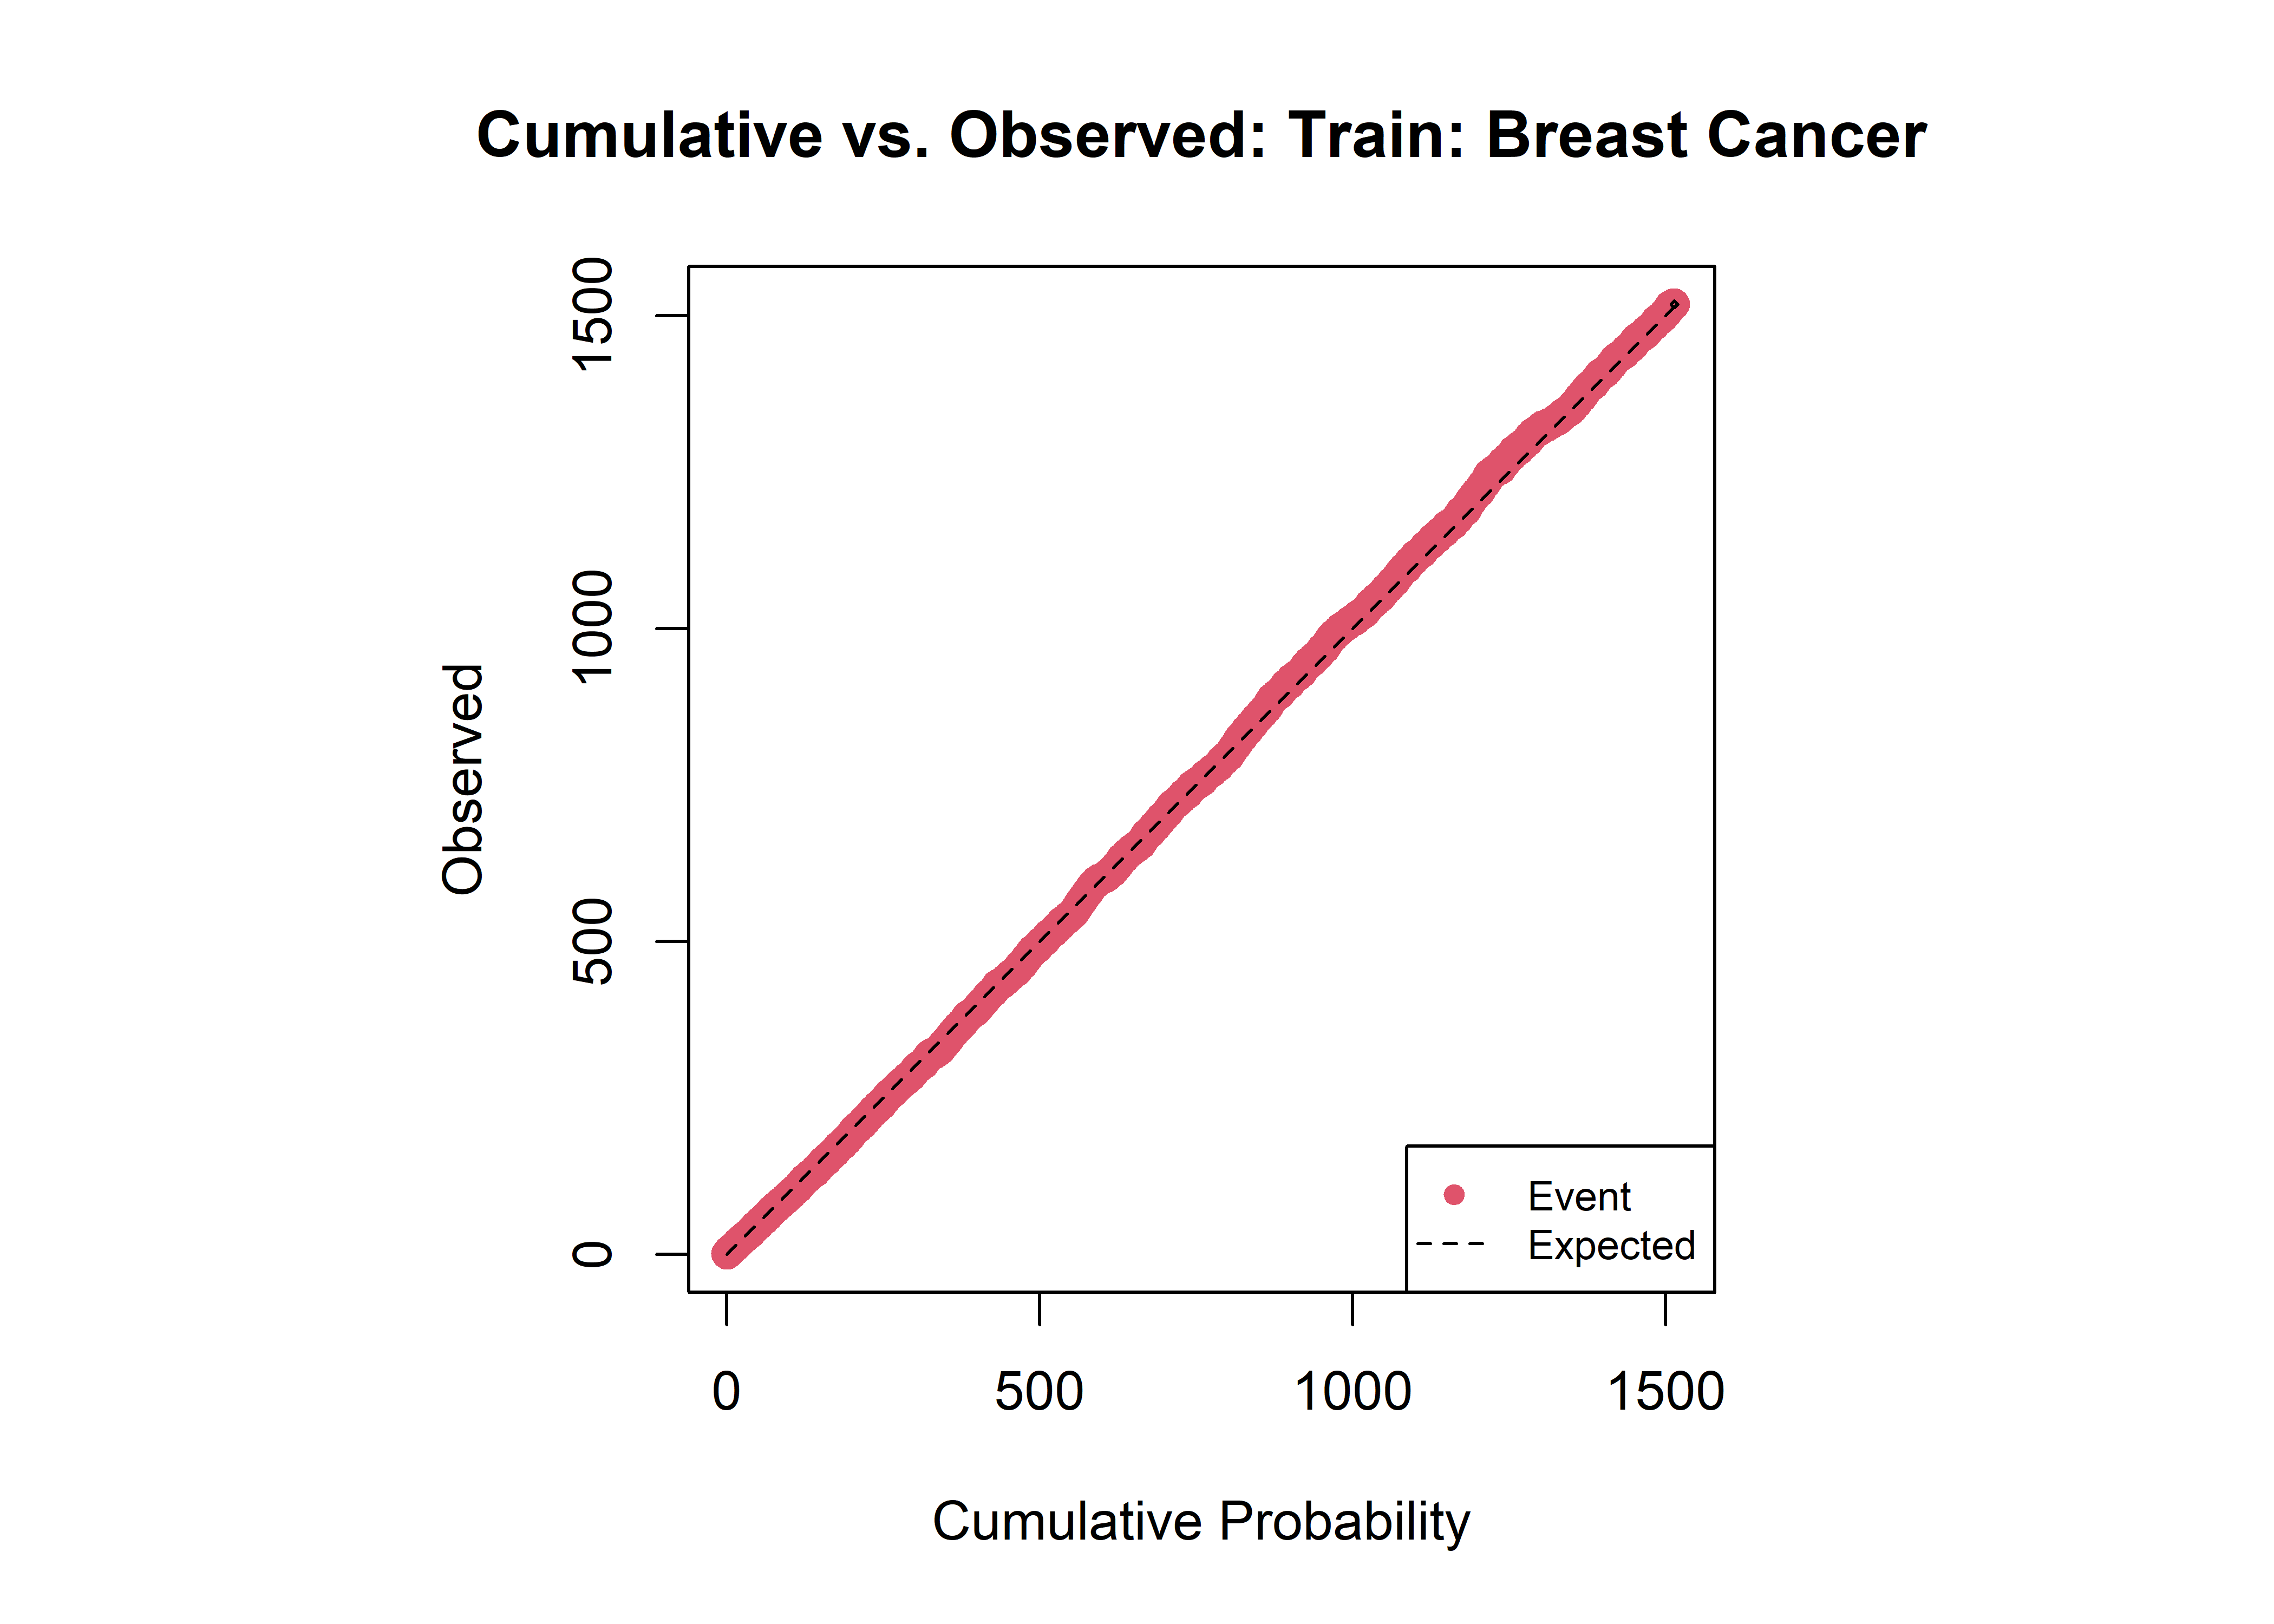 Cumulative vs. Observed: Train: Breast Cancer
Observed
1500
1000
500
0
Event
Expected
0 500 1000 1500
Cumulative Probability